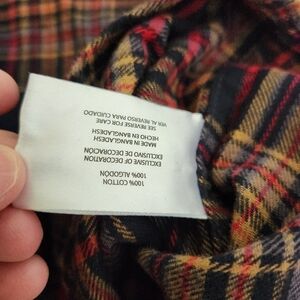 100% COTTON
100% ALGODÓN
EXCLUSIVE OF DECORATION
EXCLUSIVO DE DECORACION
MADE IN BANGLADESH
HECHO EN BANGLADESH
SEE REVERSE FOR CARE
VER AL REVERSO PARA CUIDADO